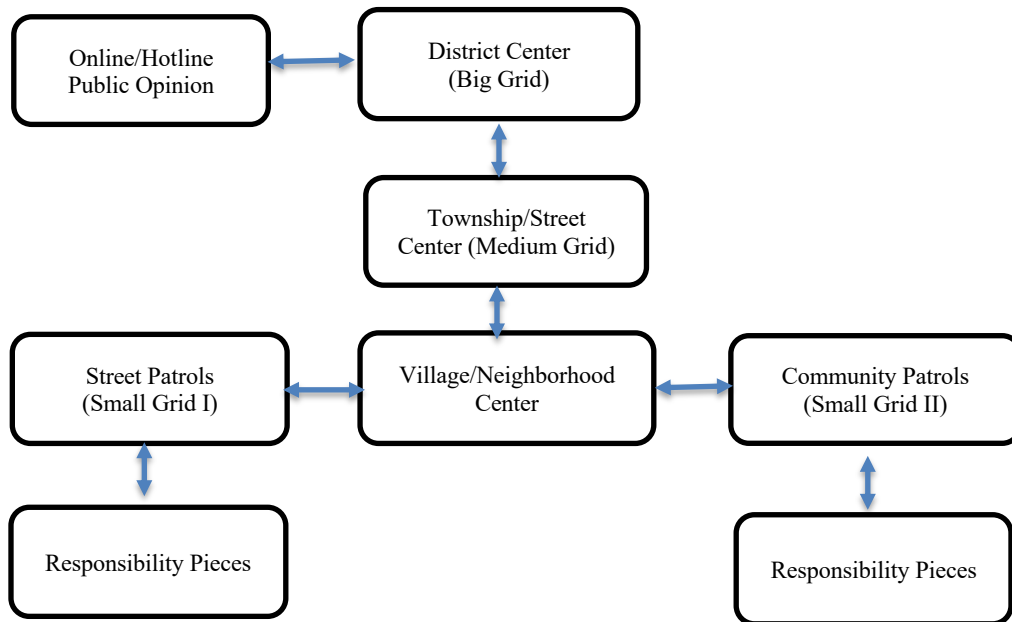 Online/Hotline
Public Opinion
District Center
(Big Grid)
Township/Street
Center (Medium Grid)
Street Patrols
(Small Grid I)
Village/Neighborhood
Center
Community Patrols
(Small Grid II)
Responsibility Pieces
Responsibility Pieces